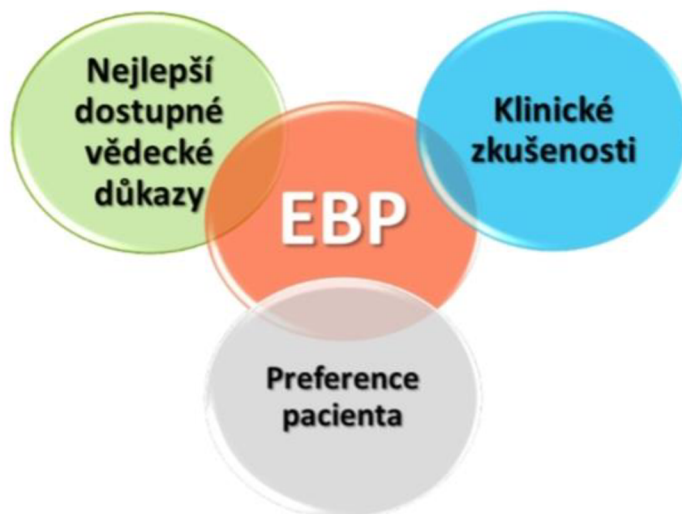 Nejlepší
dostupné
vědecké
důkazy
Klinické
zkušenosti
EBP
Preference
pacienta